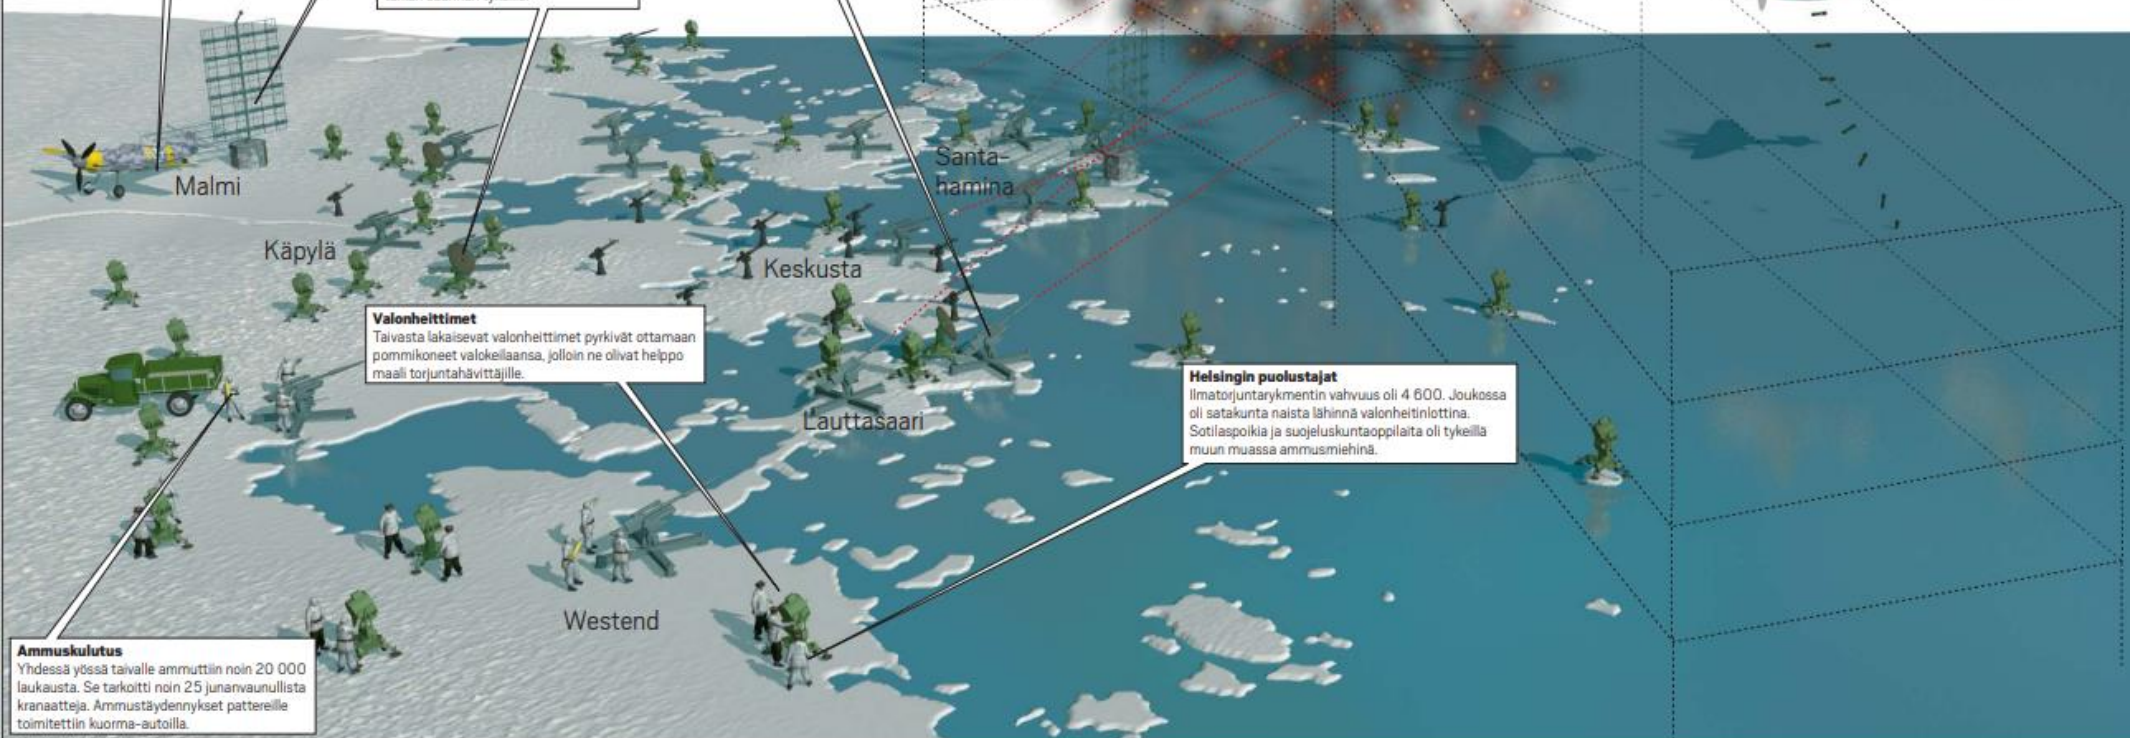 Malmi
Käpylä
Santa-
hamina
Keskusta
Valonheittimet
Taivasta lakaisevat valonheittimet pyrkivät ottamaan
pommikoneet valokeilaansa, jolloin ne olivat helppo
maali torjuntahävittäjille.
Lauttasaari
Helsingin puolustajat
Ilmatorjuntarykmentin vahvuus oli 4 600. Joukossa
oli satakunta naista lähinnä valonheitinlottina.
Sotilaspoikia ja suojeluskuntaoppilaita oli tykeillä
muun muassa ammusmiehinä.
Westend
Ammuskulutus
Yhdessä yössä taivalle ammuttiin noin 20 000
laukausta. Se tarkoitti noin 25 junanvaunullista
kranaatteja. Ammustäydennykset pattereille
toimitettiin kuorma-autoilla.